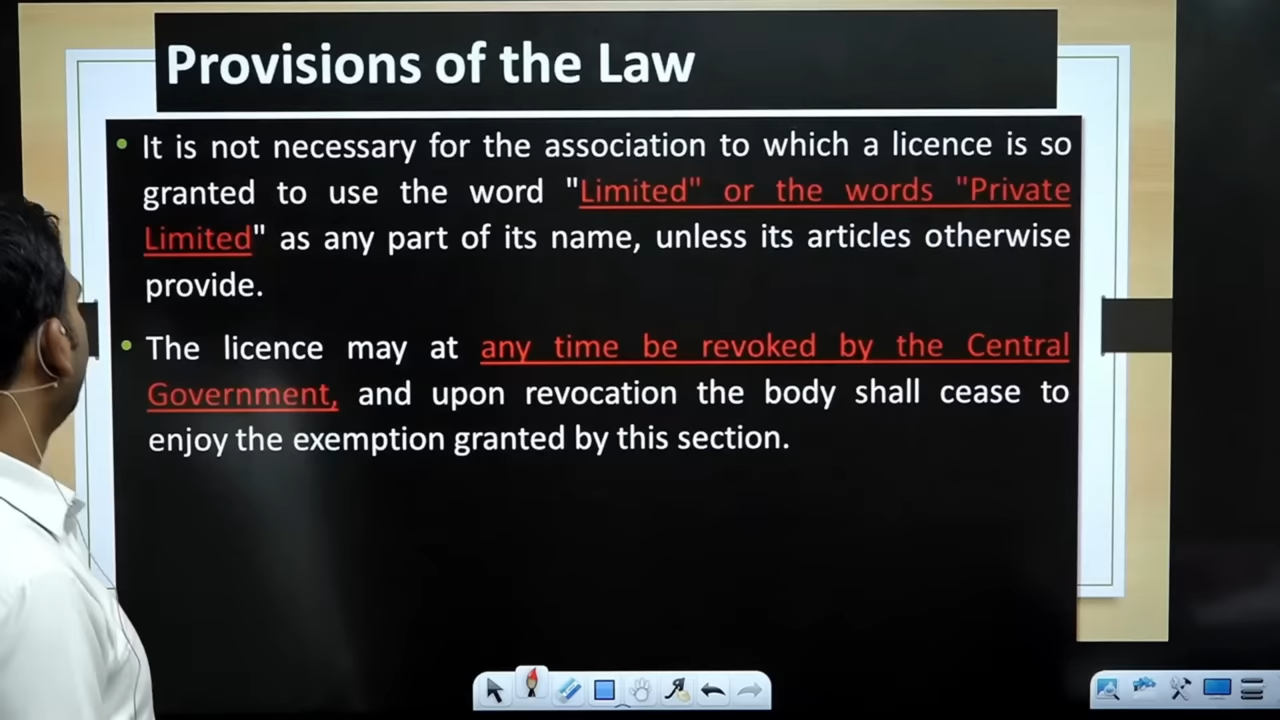 Provisions of the Law
• It is not necessary for the association to which a licence is so
granted to use the word "Limited" or the words "Private
Limited" as any part of its name, unless its articles otherwise
provide.
• The licence may at any time be revoked by the Central
Government, and upon revocation the body shall cease to
enjoy the exemption granted by this section.